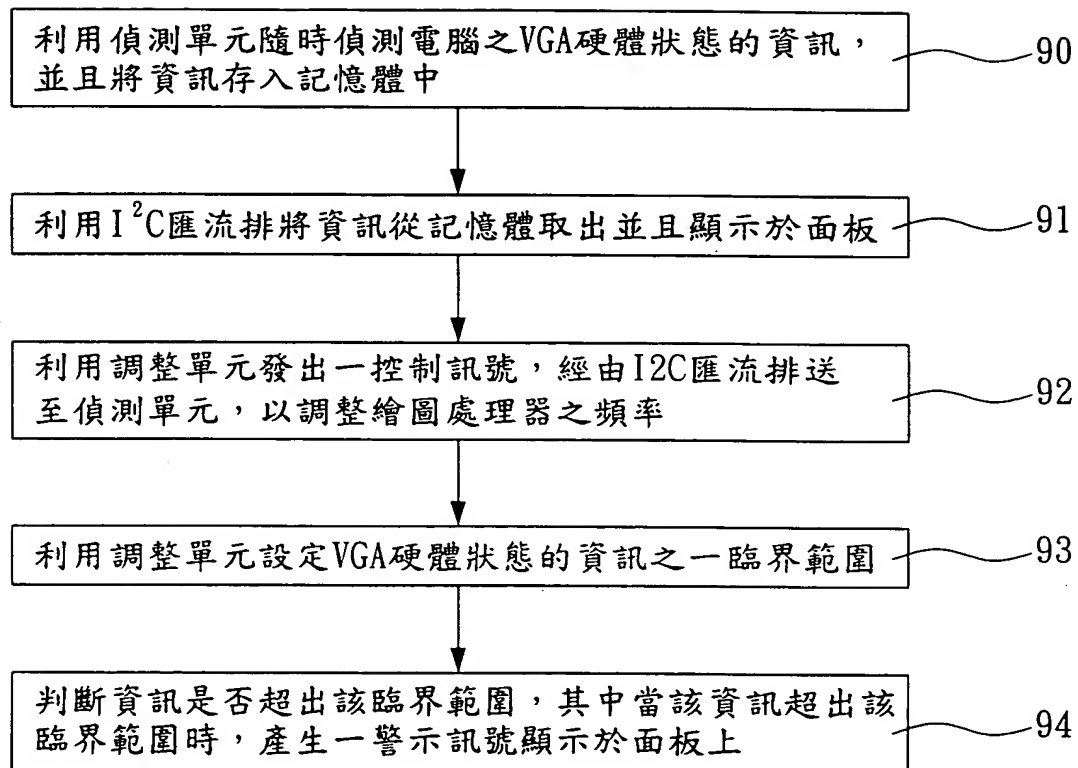 利用偵測單元隨時偵測電腦之VGA硬體狀態的資訊，
並且將資訊存入記憶體中
90
利用I²C匯流排將資訊從記憶體取出並且顯示於面板
91
利用調整單元發出一控制訊號，經由I2C匯流排送
至偵測單元，以調整繪圖處理器之頻率
92
利用調整單元設定VGA硬體狀態的資訊之一臨界範圍
93
判斷資訊是否超出該臨界範圍，其中當該資訊超出該
臨界範圍時，產生一警示訊號顯示於面板上
94